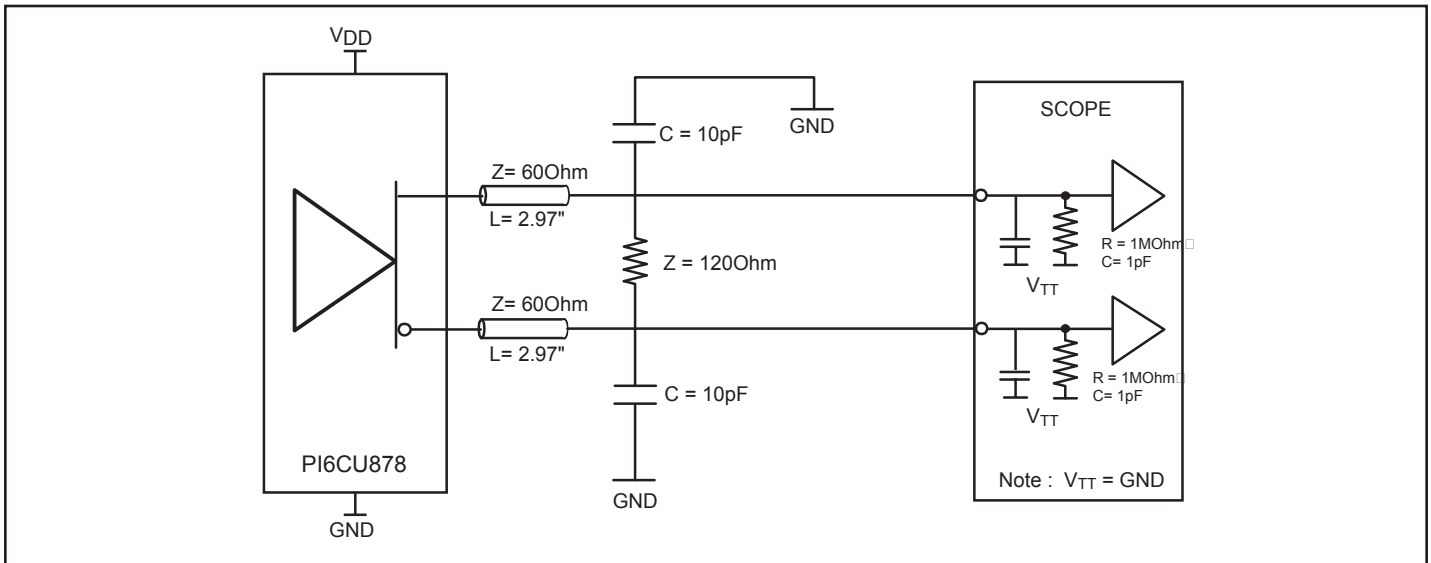 VDD
SCOPE
C = 10pF
GND
Z= 60Ohm
L= 2.97"
R = 1MOhm
C= 1pF
VTT
Z = 120Ohm
Z= 60Ohm
L= 2.97"
R = 1MOhm
C= 1pF
VTT
C = 10pF
PI6CU878
Note : VTT = GND
GND
GND